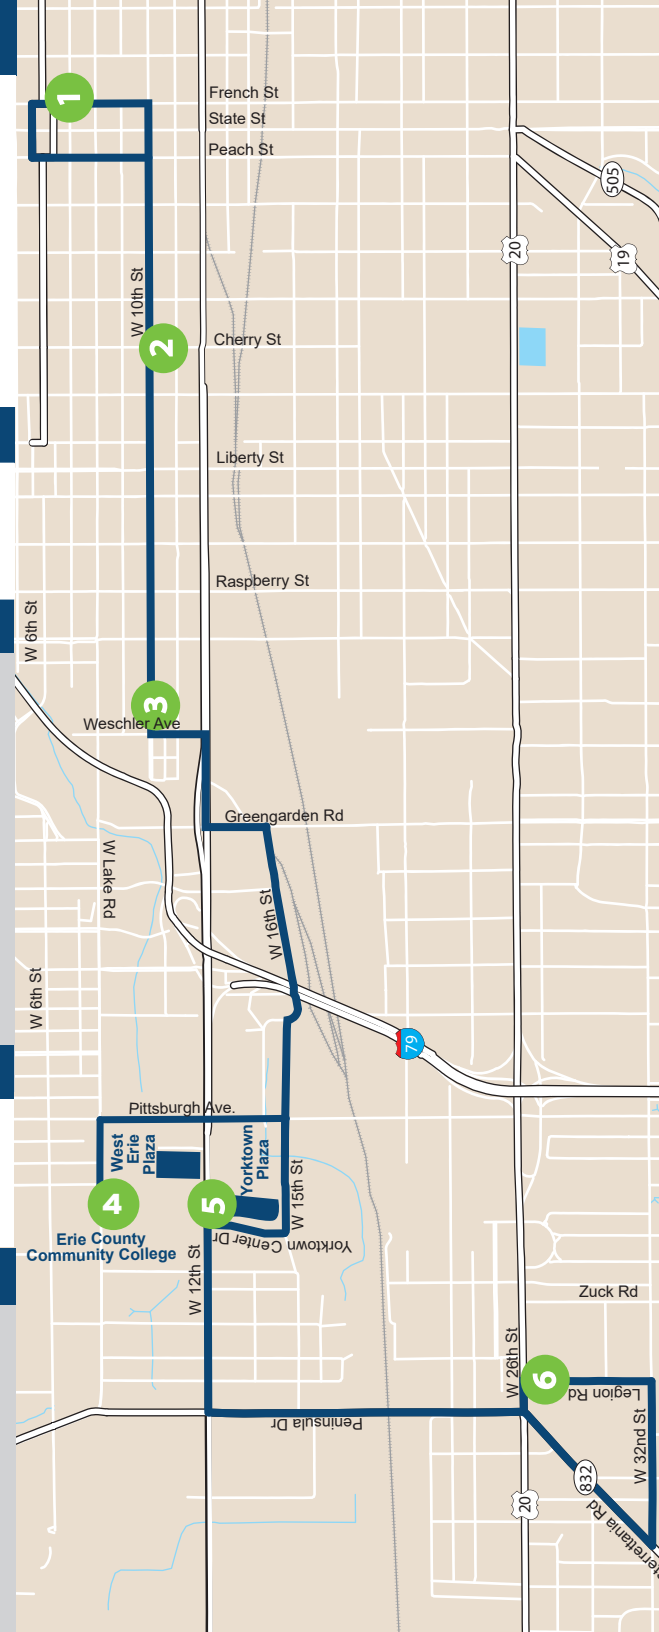 1
French St
State St
Peach St
505
20
19
W 10th St
2
Cherry St
Liberty St
Raspberry St
W 6th St
3
Weschler Ave
Greengarden Rd
W Lake Rd
W 16th St
W 6th St
79
Pittsburgh Ave.
West
Erie
Plaza
Yorktown
Plaza
4
5
W 15th St
Erie County
Community College
Yorktown Center Dr
W 12th St
Zuck Rd
W 26th St
6
Legion Rd
Peninsula Dr
W 32nd St
832
20